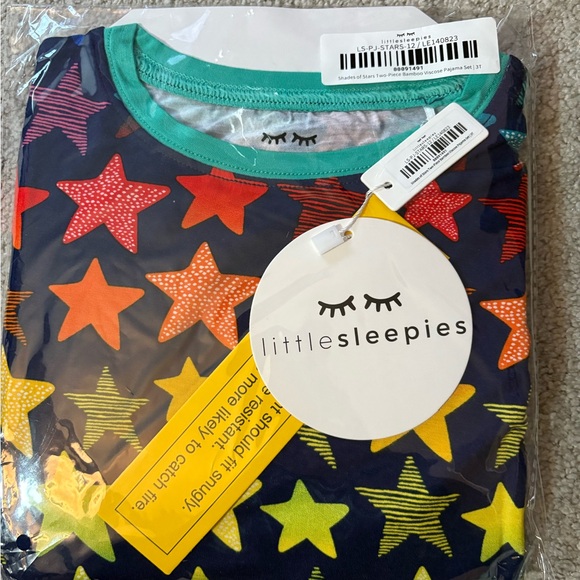 littlesleepies
LS-PJ-STARS-12 / LE140823
00091491
Shades of Stars Two-Piece Bamboo Viscose Pajama Set | 3T
littlesleepies
it should fit snugly.
resistant.
more likely to catch fire.